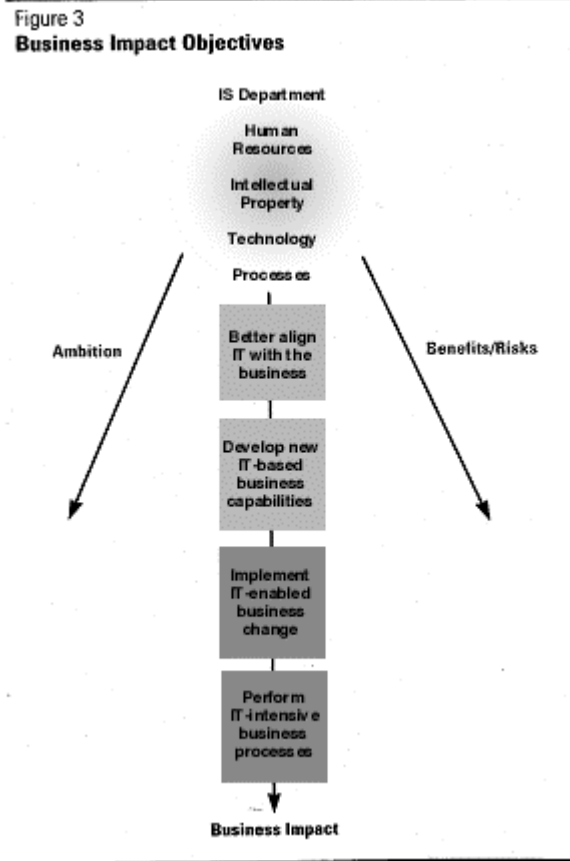 Figure 3
Business Impact Objectives
IS Department
Human
Resources
Intellectual
Property
Technology
Processes
Better align
IT with the
business
Ambition
Benefits/Risks
Develop new
IT-based
business
capabilities
Implement
IT-enabled
business
change
Perform
IT-intensive
business
processes
Business Impact